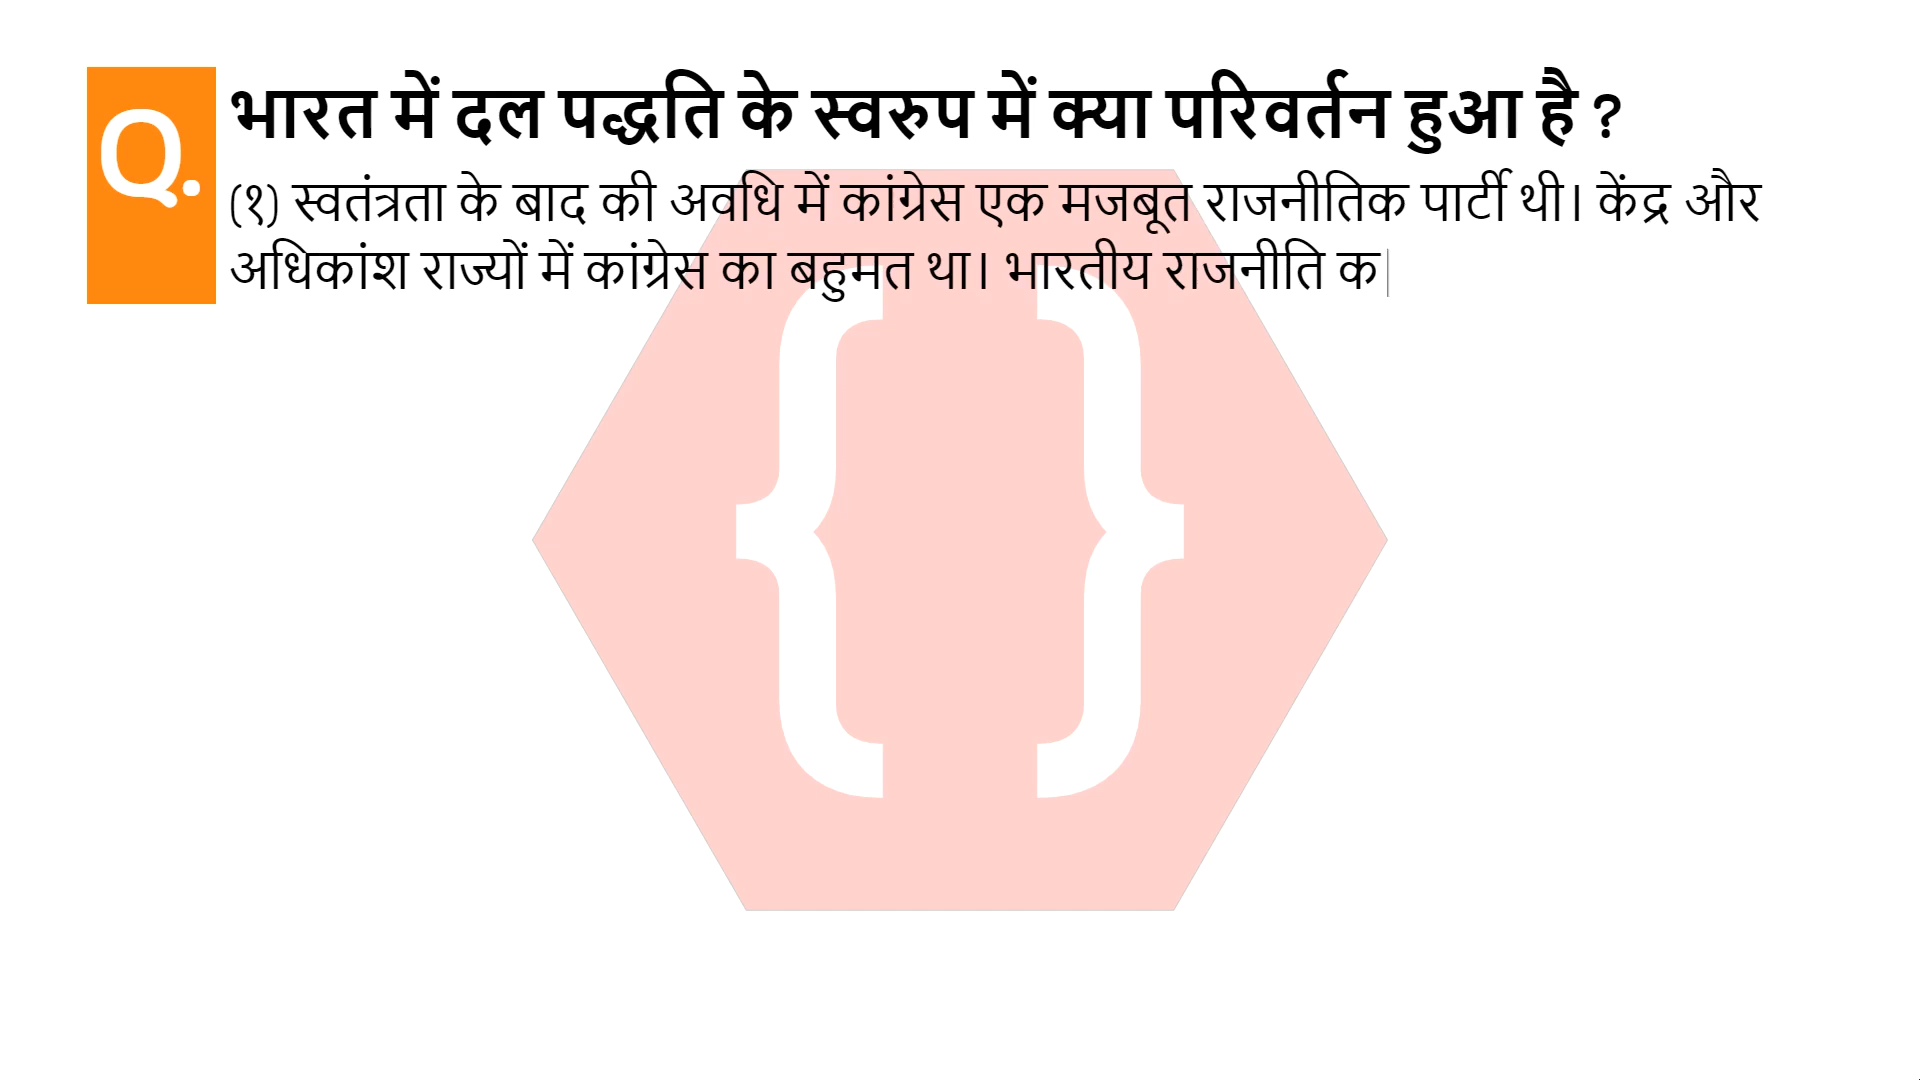 Q.
भारत में दल पद्धति के स्वरुप में क्या परिवर्तन हुआ है ?
(१) स्वतंत्रता के बाद की अवधि में कांग्रेस एक मजबूत राजनीतिक पार्टी थी। केंद्र और
अधिकांश राज्यों में कांग्रेस का बहुमत था। भारतीय राजनीति क
{ }